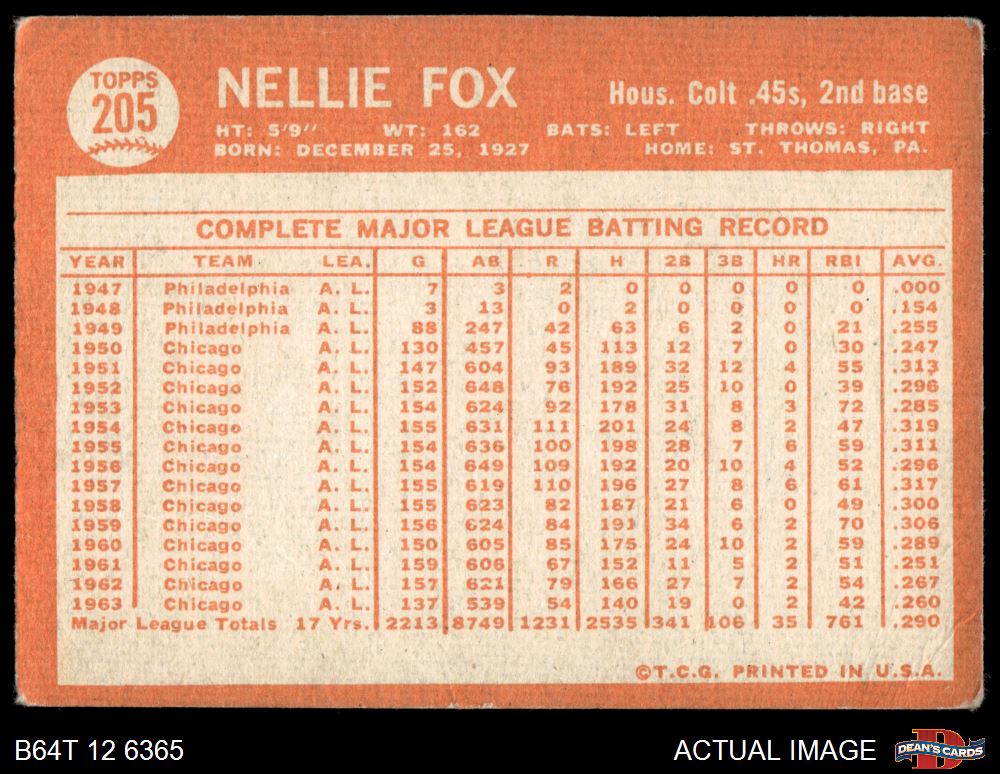 TOPPS
205
NELLIE FOX
Hous. Colt .45s, 2nd base
HT: 5'9" WT: 162 BATS: LEFT THROWS: RIGHT
BORN: DECEMBER 25, 1927 HOME: ST. THOMAS, PA.
COMPLETE MAJOR LEAGUE BATTING RECORD
YEAR TEAM LEA. G AB R H 2B 3B HR RBI AVG.
1947 Philadelphia A. L. 7 3 2 0 0 0 0 0 .000
1948 Philadelphia A. L. 3 13 0 2 0 0 0 0 .154
1949 Philadelphia A. L. 88 247 42 63 6 2 0 21 .255
1950 Chicago A. L. 130 457 45 113 12 7 0 30 .247
1951 Chicago A. L. 147 604 93 189 32 12 4 55 .313
1952 Chicago A. L. 152 648 76 192 25 10 0 39 .296
1953 Chicago A. L. 154 624 92 178 31 8 3 72 .285
1954 Chicago A. L. 155 631 111 201 24 8 2 47 .319
1955 Chicago A. L. 154 636 100 198 28 7 6 59 .311
1956 Chicago A. L. 154 649 109 192 20 10 4 52 .296
1957 Chicago A. L. 155 619 110 196 27 8 6 61 .317
1958 Chicago A. L. 155 623 82 187 21 6 0 49 .300
1959 Chicago A. L. 156 624 84 191 34 6 2 70 .306
1960 Chicago A. L. 150 605 85 175 24 10 2 59 .289
1961 Chicago A. L. 159 606 67 152 11 5 2 51 .251
1962 Chicago A. L. 157 621 79 166 27 7 2 54 .267
1963 Chicago A. L. 137 539 54 140 19 0 2 42 .260
Major League Totals 17 Yrs. 2213 8749 1231 2535 341 106 35 761 .290
©T.C.G. PRINTED IN U.S.A.
B64T 12 6365 ACTUAL IMAGE
D
DEAN'S CARDS